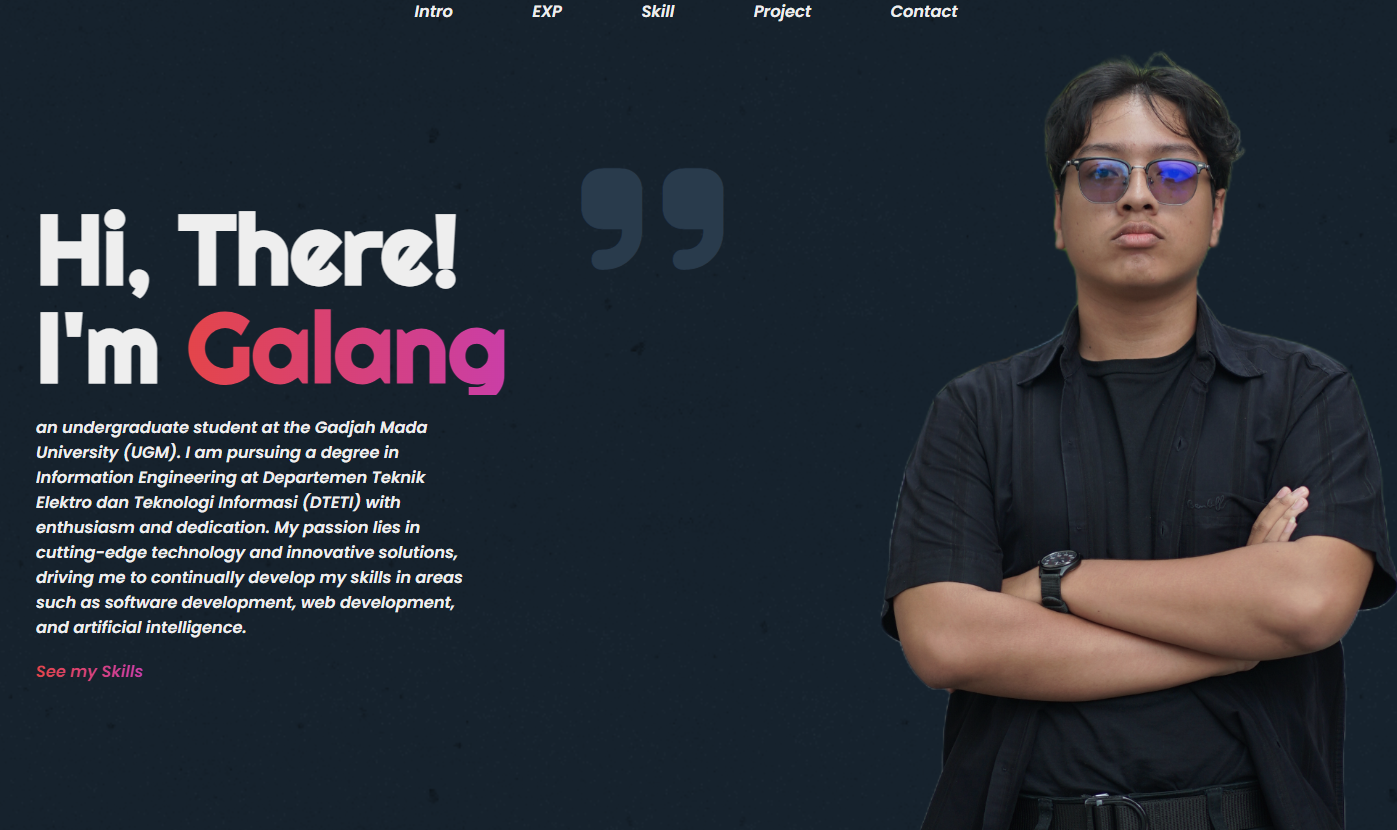 Intro EXP Skill Project Contact
Hi, There!
I'm Galang
an undergraduate student at the Gadjah Mada
University (UGM). I am pursuing a degree in
Information Engineering at Departemen Teknik
Elektro dan Teknologi Informasi (DTETI) with
enthusiasm and dedication. My passion lies in
cutting-edge technology and innovative solutions,
driving me to continually develop my skills in areas
such as software development, web development,
and artificial intelligence.
See my Skills